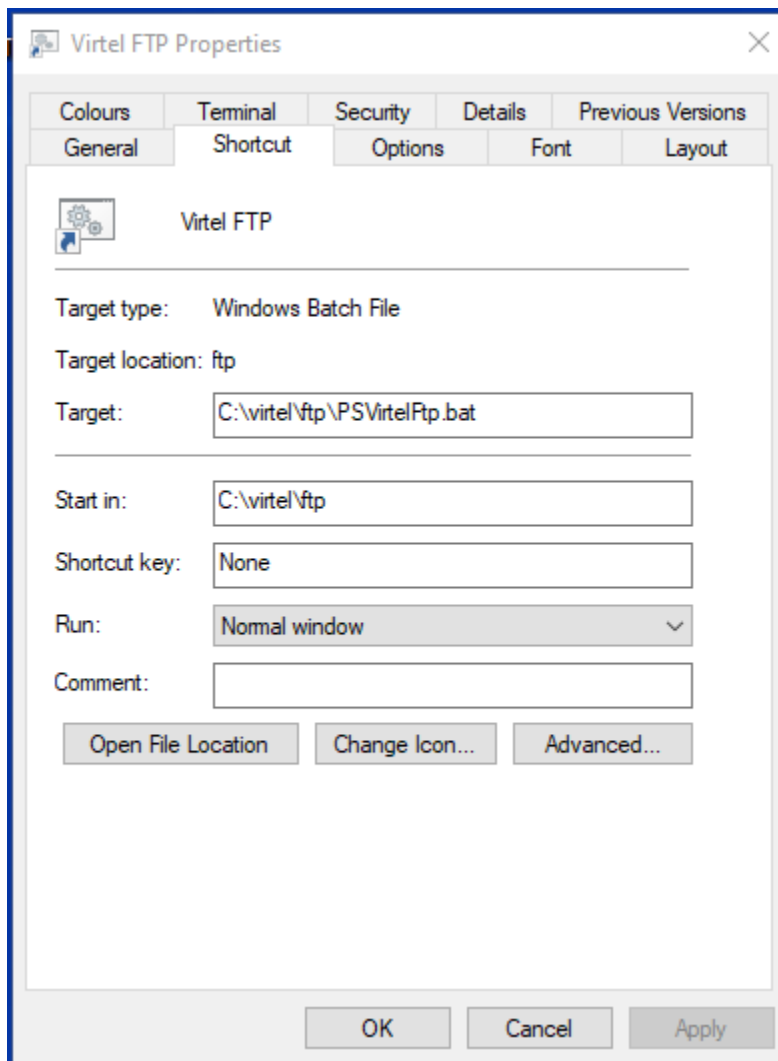 Virtel FTP Properties
Colours Terminal Security Details Previous Versions
General Shortcut Options Font Layout
Virtel FTP
Target type: Windows Batch File
Target location: ftp
Target: C:\virtel\ftp\PSVirtelFtp.bat
Start in: C:\virtel\ftp
Shortcut key: None
Run: Normal window
Comment:
Open File Location Change Icon... Advanced...
OK Cancel Apply